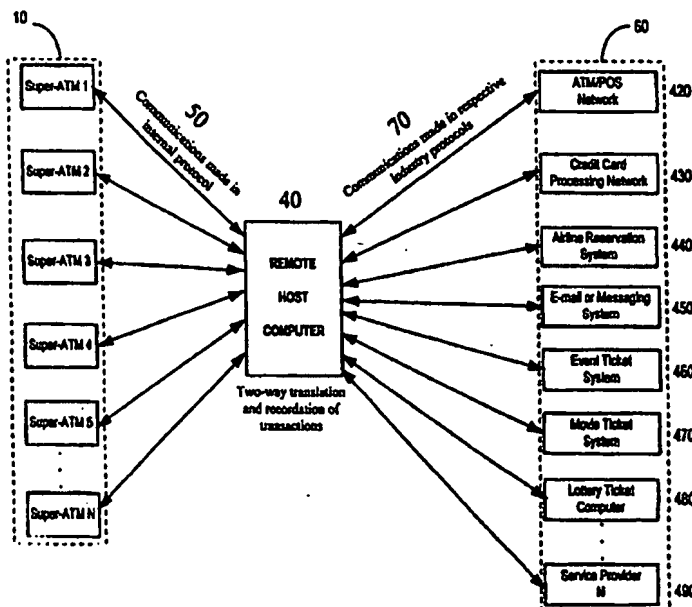 10
Super-ATM 1
Super-ATM 2
Super-ATM 3
Super-ATM 4
Super-ATM 5
Super-ATM N
50
Communications made in
internal protocol
40
REMOTE
HOST
COMPUTER
Two-way translation
and recordation of
transactions
70
Communications made in respective
industry protocols
60
ATM/POS
Network
420
Credit Card
Processing Network
430
Airline Reservation
System
440
E-mail or Messaging
System
450
Event Ticket
System
460
Movie Ticket
System
470
Lottery Ticket
Computer
480
Service Provider
N
490